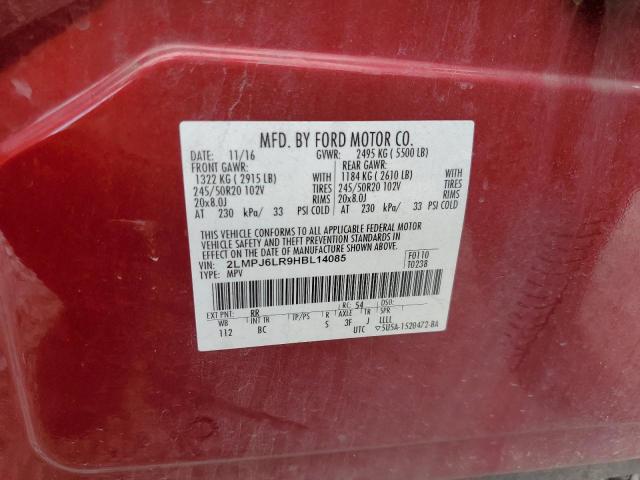 MFD. BY FORD MOTOR CO.
DATE: 11/16 GVWR: 2495 KG ( 5500 LB)
FRONT GAWR: REAR GAWR:
1322 KG ( 2915 LB) WITH 1184 KG ( 2610 LB) WITH
245/50R20 102V TIRES 245/50R20 102V TIRES
20x8.0J RIMS 20x8.0J RIMS
AT 230 kPa/ 33 PSI COLD AT 230 kPa/ 33 PSI COLD
THIS VEHICLE CONFORMS TO ALL APPLICABLE FEDERAL MOTOR
VEHICLE SAFETY AND THEFT PREVENTION STANDARDS IN
EFFECT ON THE DATE OF MANUFACTURE SHOWN ABOVE.
VIN: 2LMPJ6LR9HBL14085 F0110
TYPE: MPV T0238
EXT PNT: RR RC: 54 DSO:
WB INT TR TP/PS R AXLE TR SPR
112 BC S 3F J LLLL
UTC ▽5U5A-1520472-BA